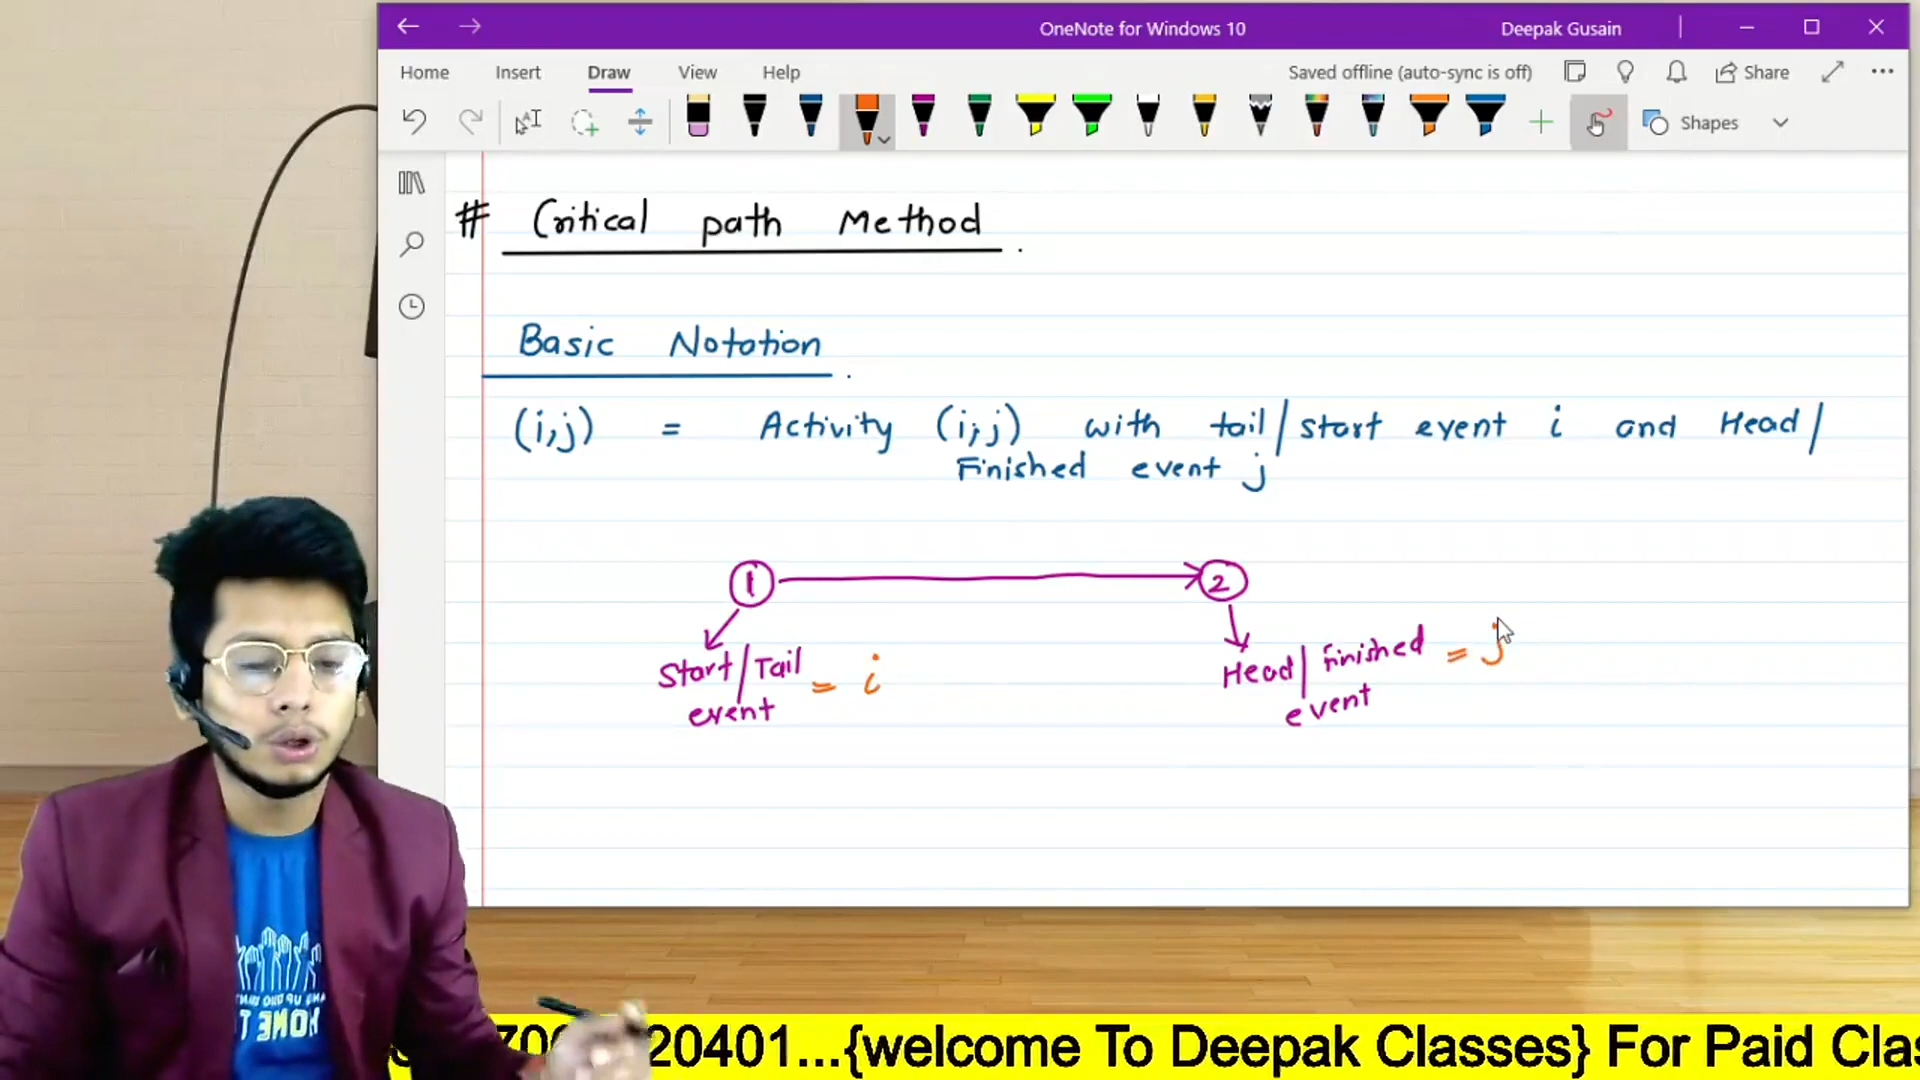 OneNote for Windows 10
Deepak Gusain
Home Insert Draw View Help
Saved offline (auto-sync is off)
Share
Shapes
# Critical path Method
Basic Notation
(i,j) = Activity (i,j) with tail/start event i and Head/
Finished event j
1
2
Start/Tail
event = i
Head/Finished
event = j
20401...{welcome To Deepak Classes} For Paid Clas